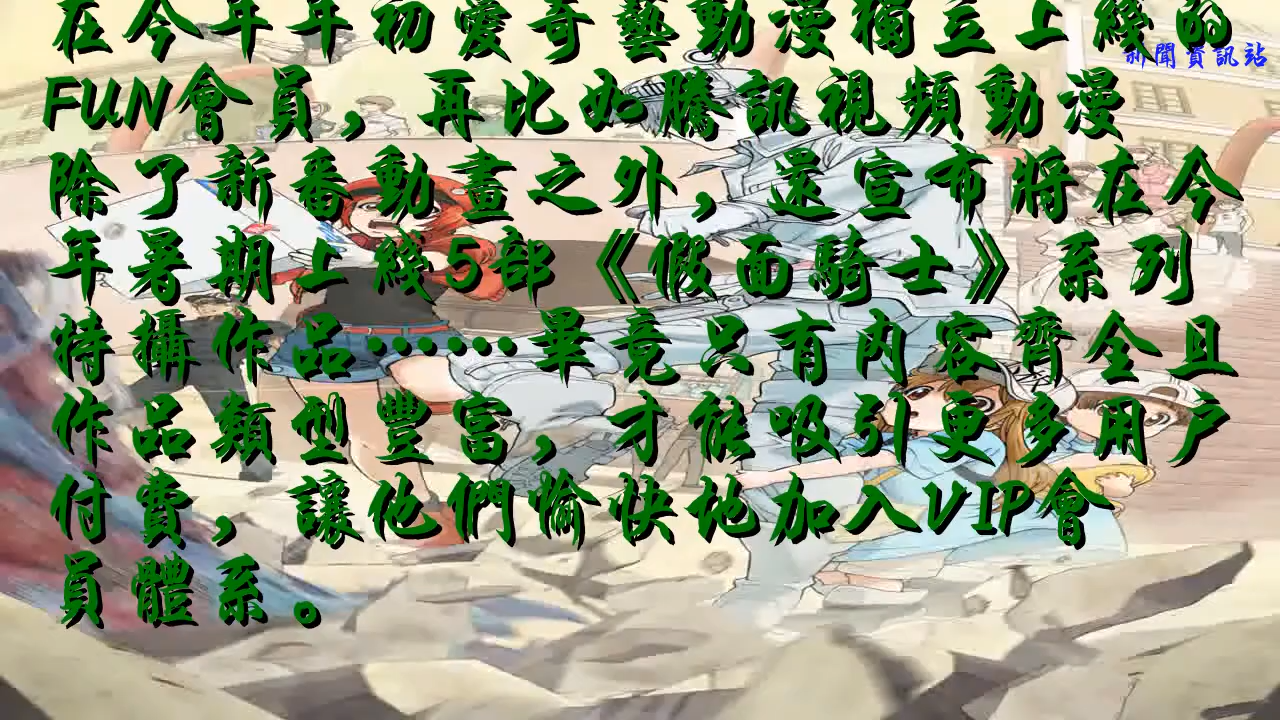 在今年年初愛奇藝動漫獨立上綫的
新聞資訊站
FUN會員，再比如騰訊視頻動漫
除了新番動畫之外，還宣布將在今
年暑期上綫5部《假面騎士》系列
特攝作品……畢竟只有内容齊全且
作品類型豐富，才能吸引更多用户
付費，讓他們愉快地加入VIP會
員體系。